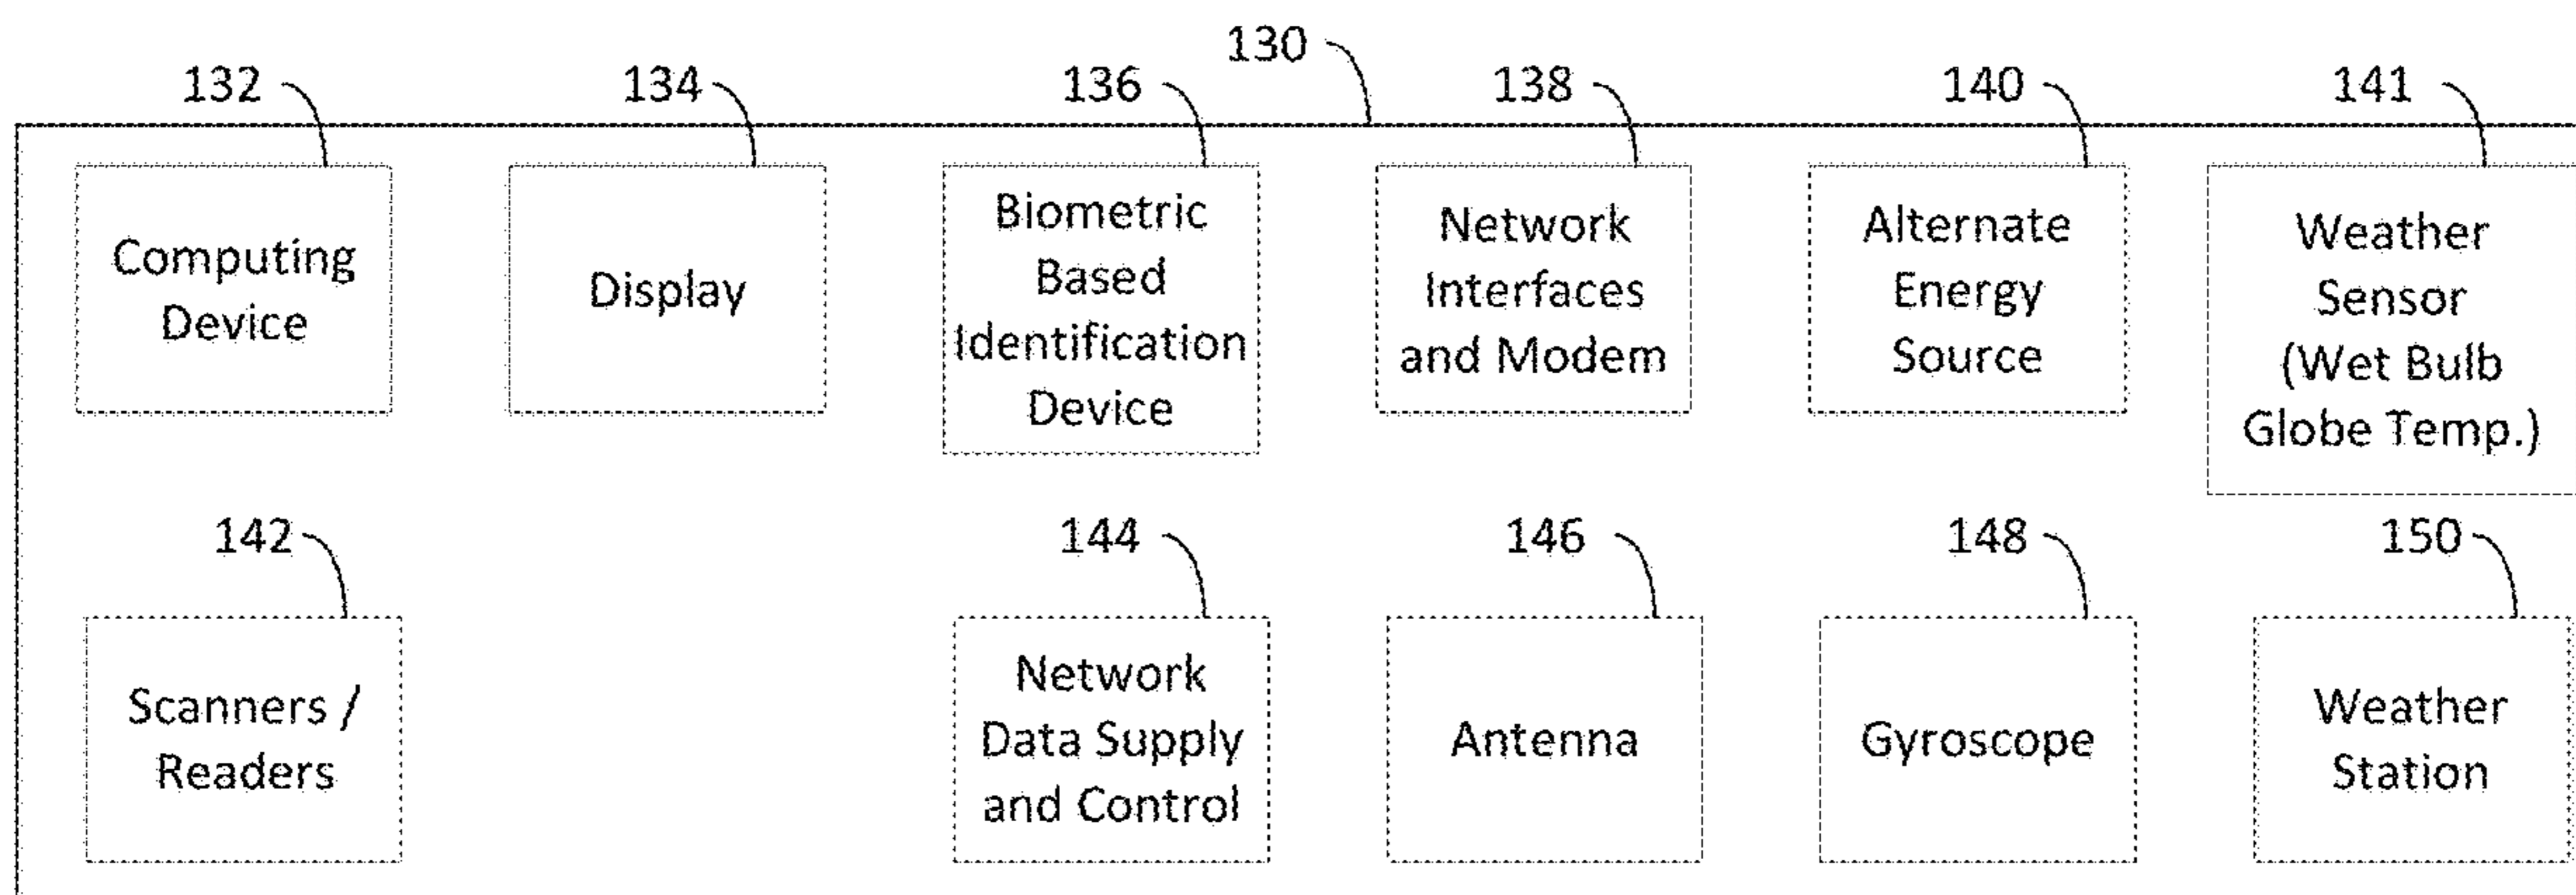 130
132
134
136
138
140
141
Computing
Device
Display
Biometric
Based
Identification
Device
Network
Interfaces
and Modem
Alternate
Energy
Source
Weather
Sensor
(Wet Bulb
Globe Temp.)
142
144
146
148
150
Scanners /
Readers
Network
Data Supply
and Control
Antenna
Gyroscope
Weather
Station